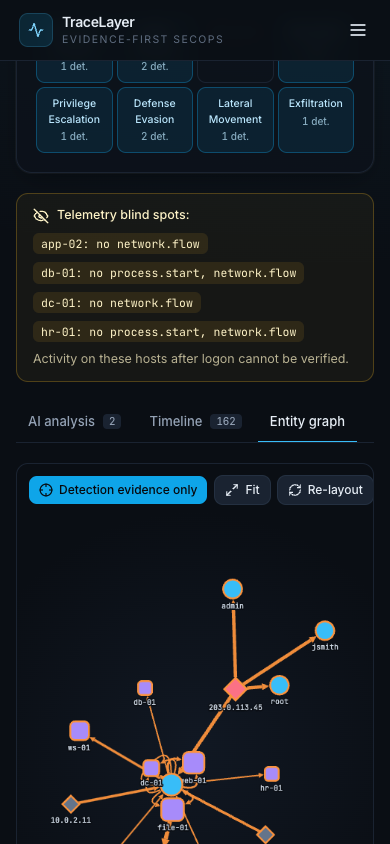 TraceLayer
EVIDENCE-FIRST SECOPS
1 det.
2 det.
1 det.
Privilege Escalation
1 det.
Defense Evasion
2 det.
Lateral Movement
1 det.
Exfiltration
1 det.
Telemetry blind spots:
app-02: no network.flow
db-01: no process.start, network.flow
dc-01: no network.flow
hr-01: no process.start, network.flow
Activity on these hosts after logon cannot be verified.
AI analysis 2
Timeline 162
Entity graph
Detection evidence only
Fit
Re-layout
admin
jsmith
root
203.0.113.45
db-01
ws-01
dc-01
web-01
hr-01
10.0.2.11
file-01